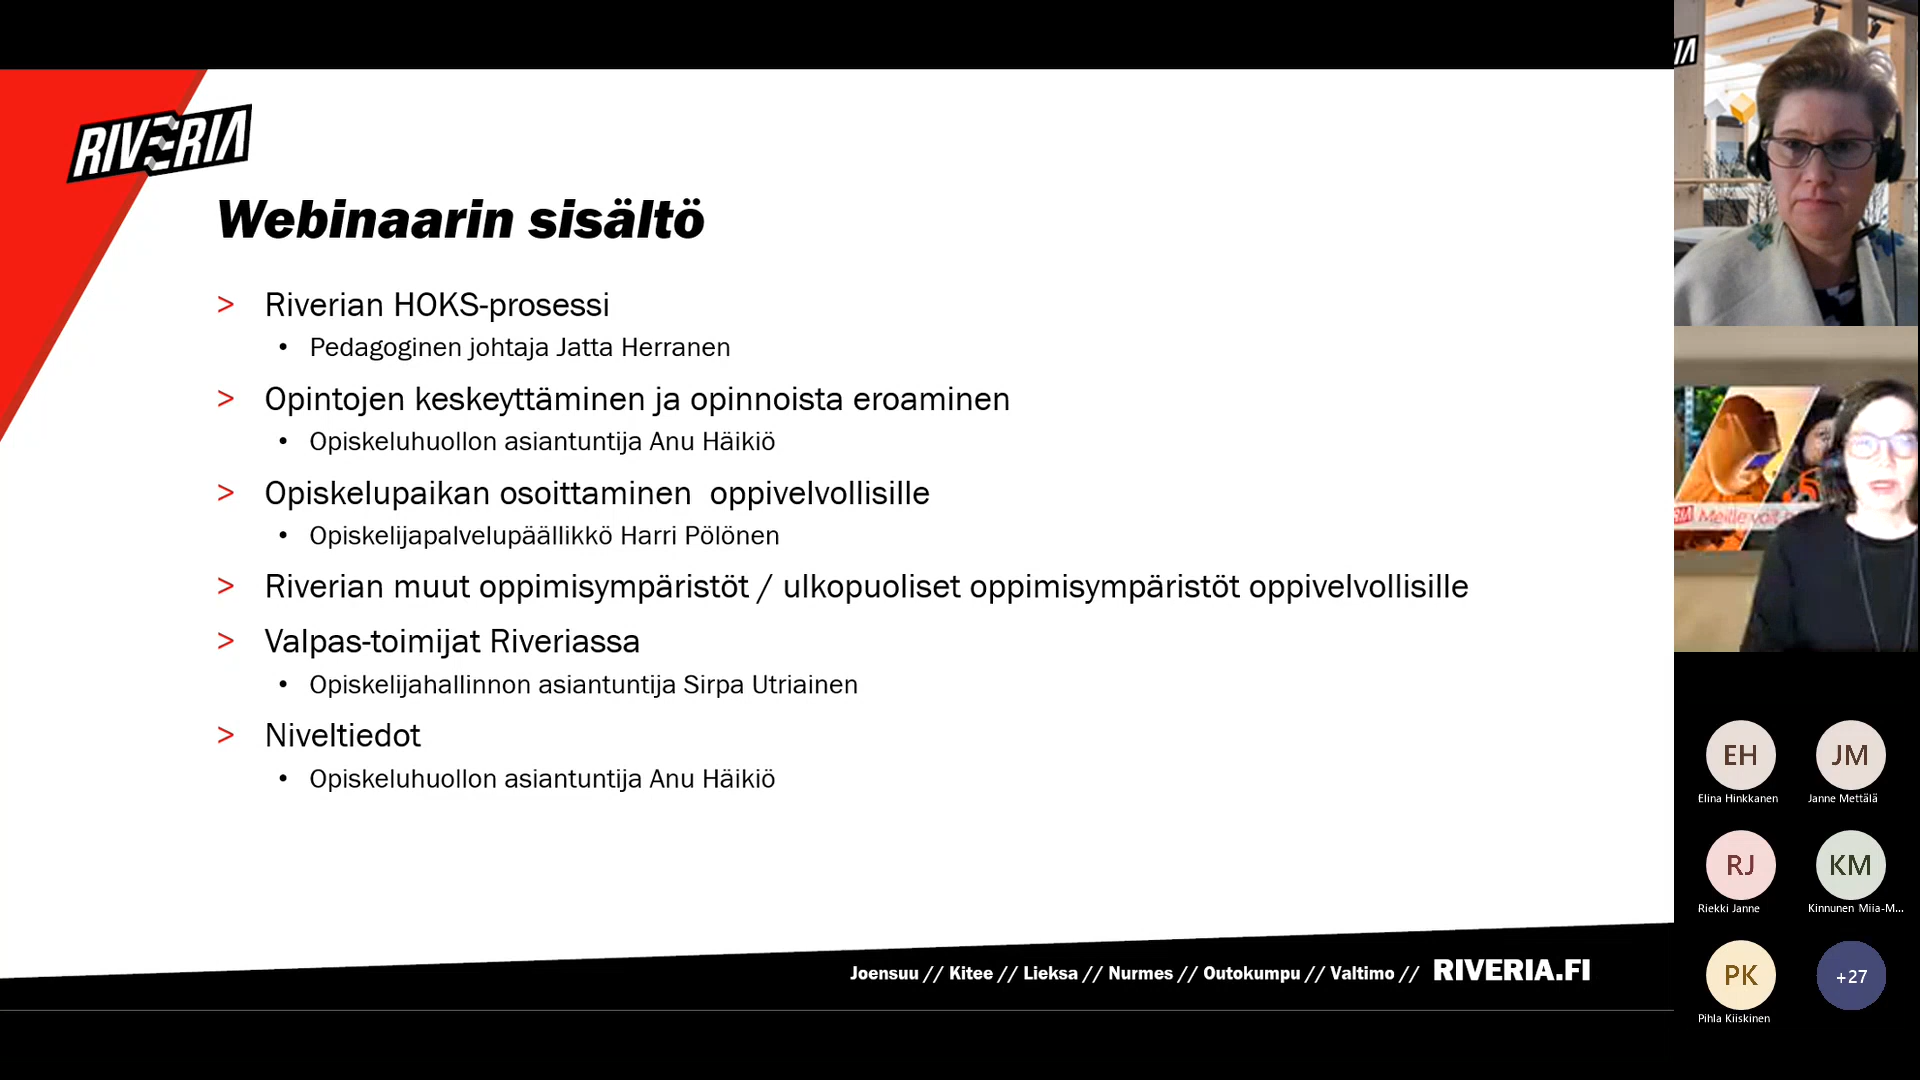 RIVERIA
Webinaarin sisältö
> Riverian HOKS-prosessi
• Pedagoginen johtaja Jatta Herranen
> Opintojen keskeyttäminen ja opinnoista eroaminen
• Opiskeluhuollon asiantuntija Anu Häikiö
> Opiskelupaikan osoittaminen oppivelvollisille
• Opiskelijapalvelupäällikkö Harri Pölönen
> Riverian muut oppimisympäristöt / ulkopuoliset oppimisympäristöt oppivelvollisille
> Valpas-toimijat Riveriassa
• Opiskelijahallinnon asiantuntija Sirpa Utriainen
> Niveltiedot
• Opiskeluhuollon asiantuntija Anu Häikiö
Joensuu // Kitee // Lieksa // Nurmes // Outokumpu // Valtimo // RIVERIA.FI
Meille voit
EH JM
Elina Hinkkanen Janne Mettälä
RJ KM
Riekki Janne Kinnunen Miia-M...
PK +27
Pihla Kiiskinen